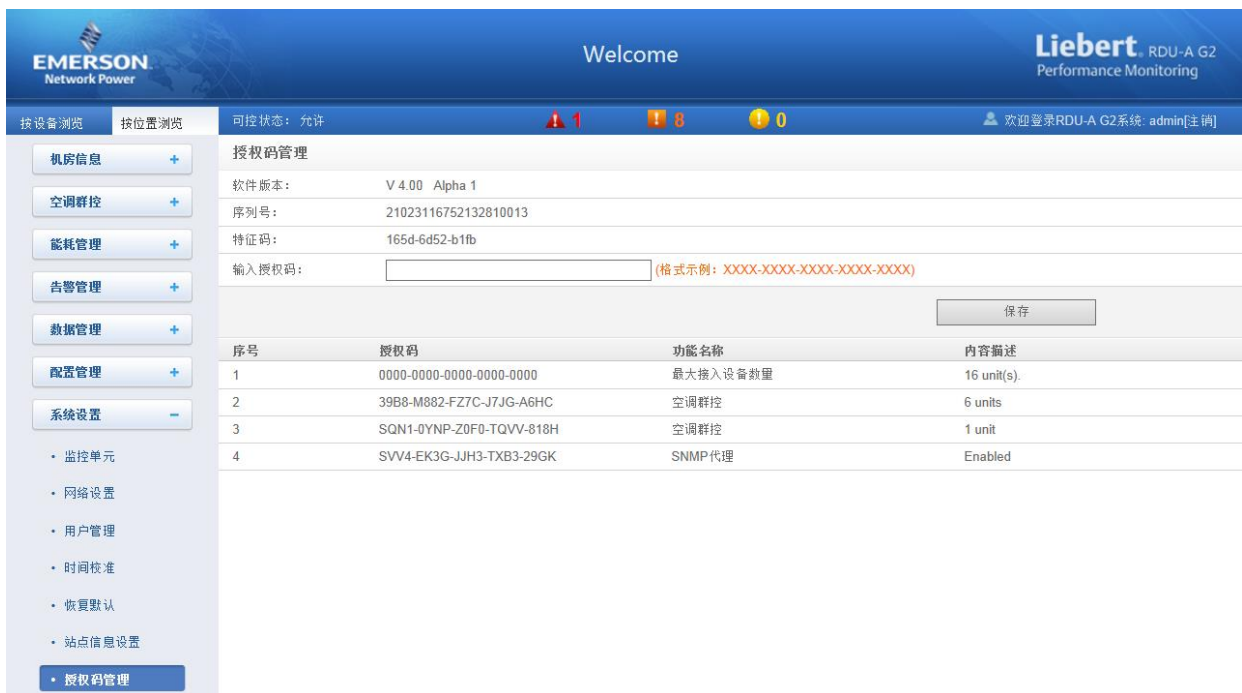 EMERSON.
Network Power
Welcome
Liebert® RDU-A G2
Performance Monitoring
按设备浏览 按位置浏览 可控状态：允许 1 8 0 欢迎登录RDU-A G2系统: admin[注销]
机房信息 +
空调群控 +
能耗管理 +
告警管理 +
数据管理 +
配置管理 +
系统设置 −
• 监控单元
• 网络设置
• 用户管理
• 时间校准
• 恢复默认
• 站点信息设置
• 授权码管理
授权码管理
软件版本： V 4.00 Alpha 1
序列号： 21023116752132810013
特征码： 165d-6d52-b1fb
输入授权码： (格式示例：XXXX-XXXX-XXXX-XXXX-XXXX)
保存
序号 授权码 功能名称 内容描述
1 0000-0000-0000-0000-0000 最大接入设备数里 16 unit(s).
2 39B8-M882-FZ7C-J7JG-A6HC 空调群控 6 units
3 SQN1-0YNP-Z0F0-TQVV-818H 空调群控 1 unit
4 SVV4-EK3G-JJH3-TXB3-29GK SNMP代理 Enabled